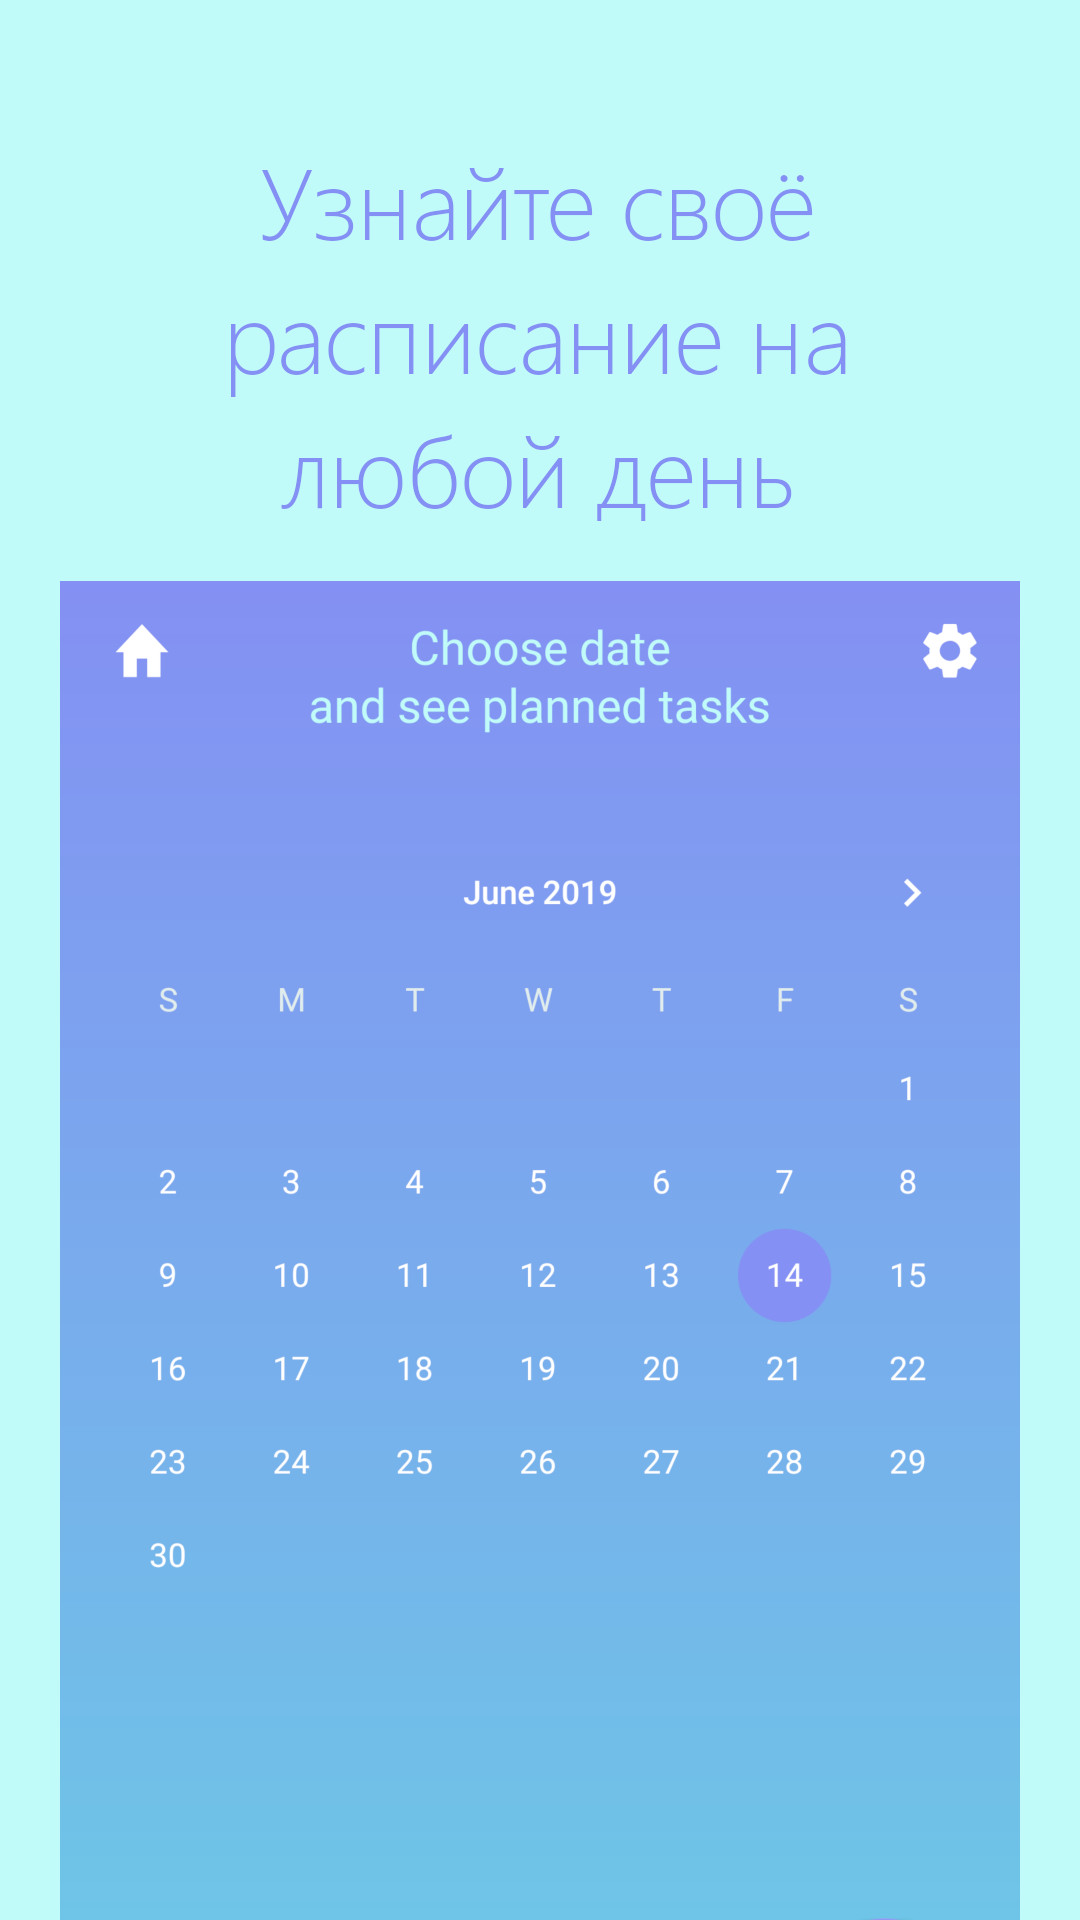 Узнайте своё
расписание на
любой день
Choose date
and see planned tasks
June 2019
S M T W T F S
1
2 3 4 5 6 7 8
9 10 11 12 13 14 15
16 17 18 19 20 21 22
23 24 25 26 27 28 29
30